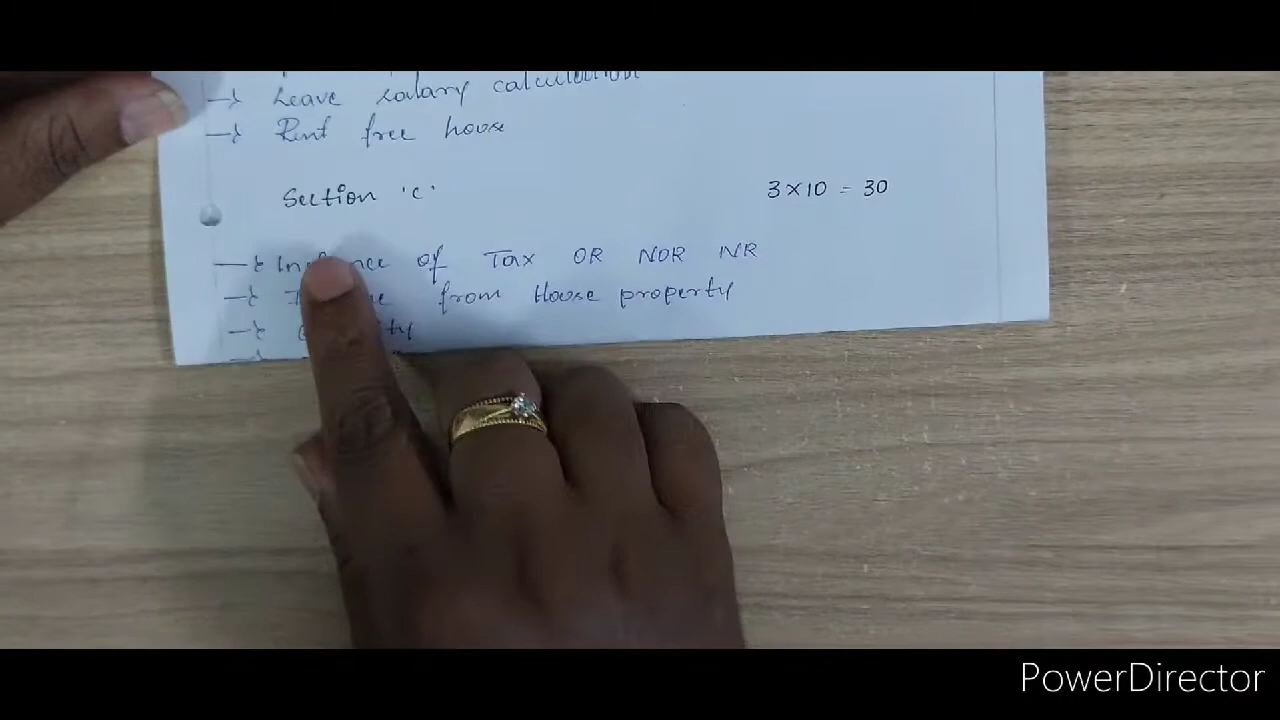 Leave salary calculation
Rent free house
Section 'C'
3 × 10 = 30
of Tax OR NOR NR
from House property
PowerDirector